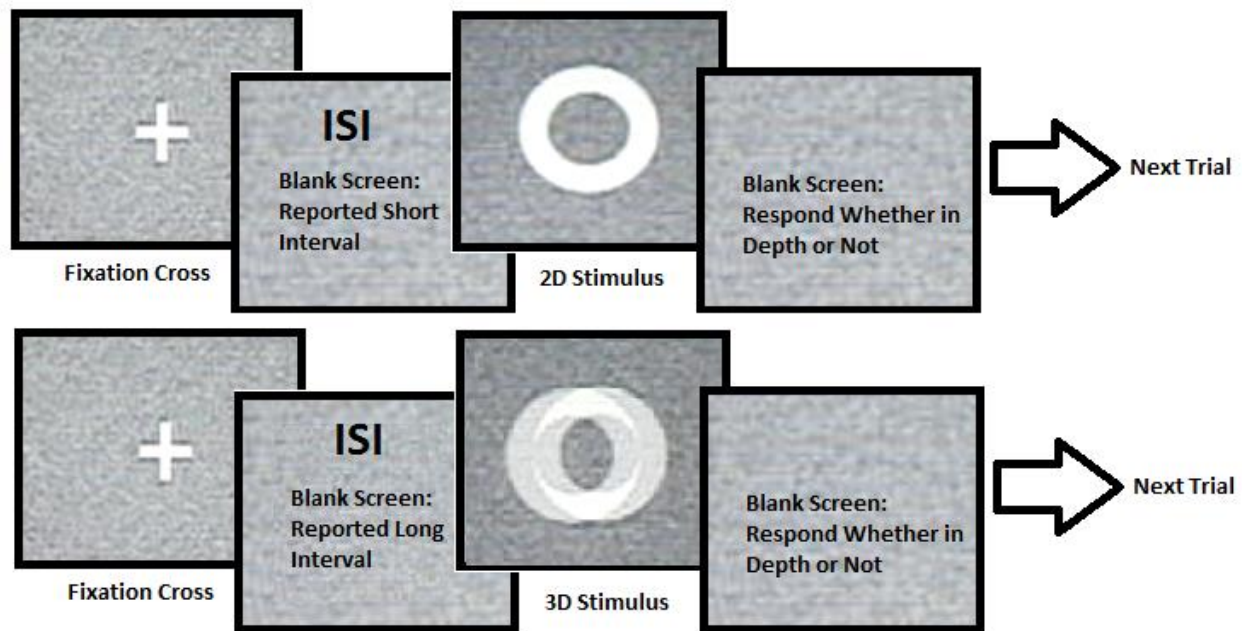 ISI
Blank Screen:
Reported Short
Interval
Fixation Cross
2D Stimulus
Blank Screen:
Respond Whether in
Depth or Not
Next Trial
ISI
Blank Screen:
Reported Long
Interval
Fixation Cross
3D Stimulus
Blank Screen:
Respond Whether in
Depth or Not
Next Trial